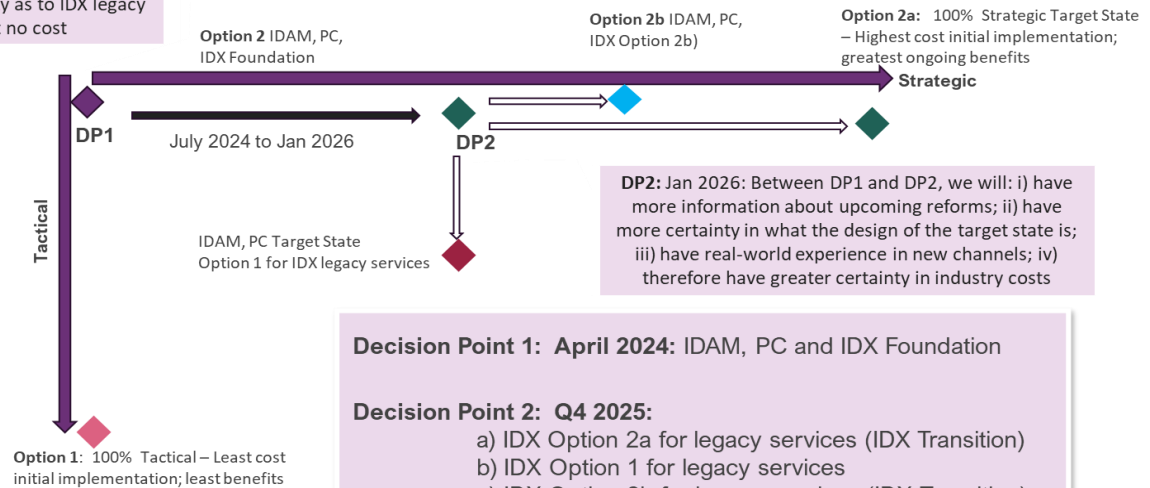 as to IDX legacy
no cost
Option 2 IDAM, PC,
IDX Foundation
Option 2b IDAM, PC,
IDX Option 2b)
Option 2a: 100% Strategic Target State
– Highest cost initial implementation;
greatest ongoing benefits
Strategic
DP1
July 2024 to Jan 2026
DP2
Tactical
IDAM, PC Target State
Option 1 for IDX legacy services
DP2: Jan 2026: Between DP1 and DP2, we will: i) have
more information about upcoming reforms; ii) have
more certainty in what the design of the target state is;
iii) have real-world experience in new channels; iv)
therefore have greater certainty in industry costs
Decision Point 1: April 2024: IDAM, PC and IDX Foundation
Decision Point 2: Q4 2025:
a) IDX Option 2a for legacy services (IDX Transition)
b) IDX Option 1 for legacy services
Option 1: 100% Tactical – Least cost
initial implementation; least benefits